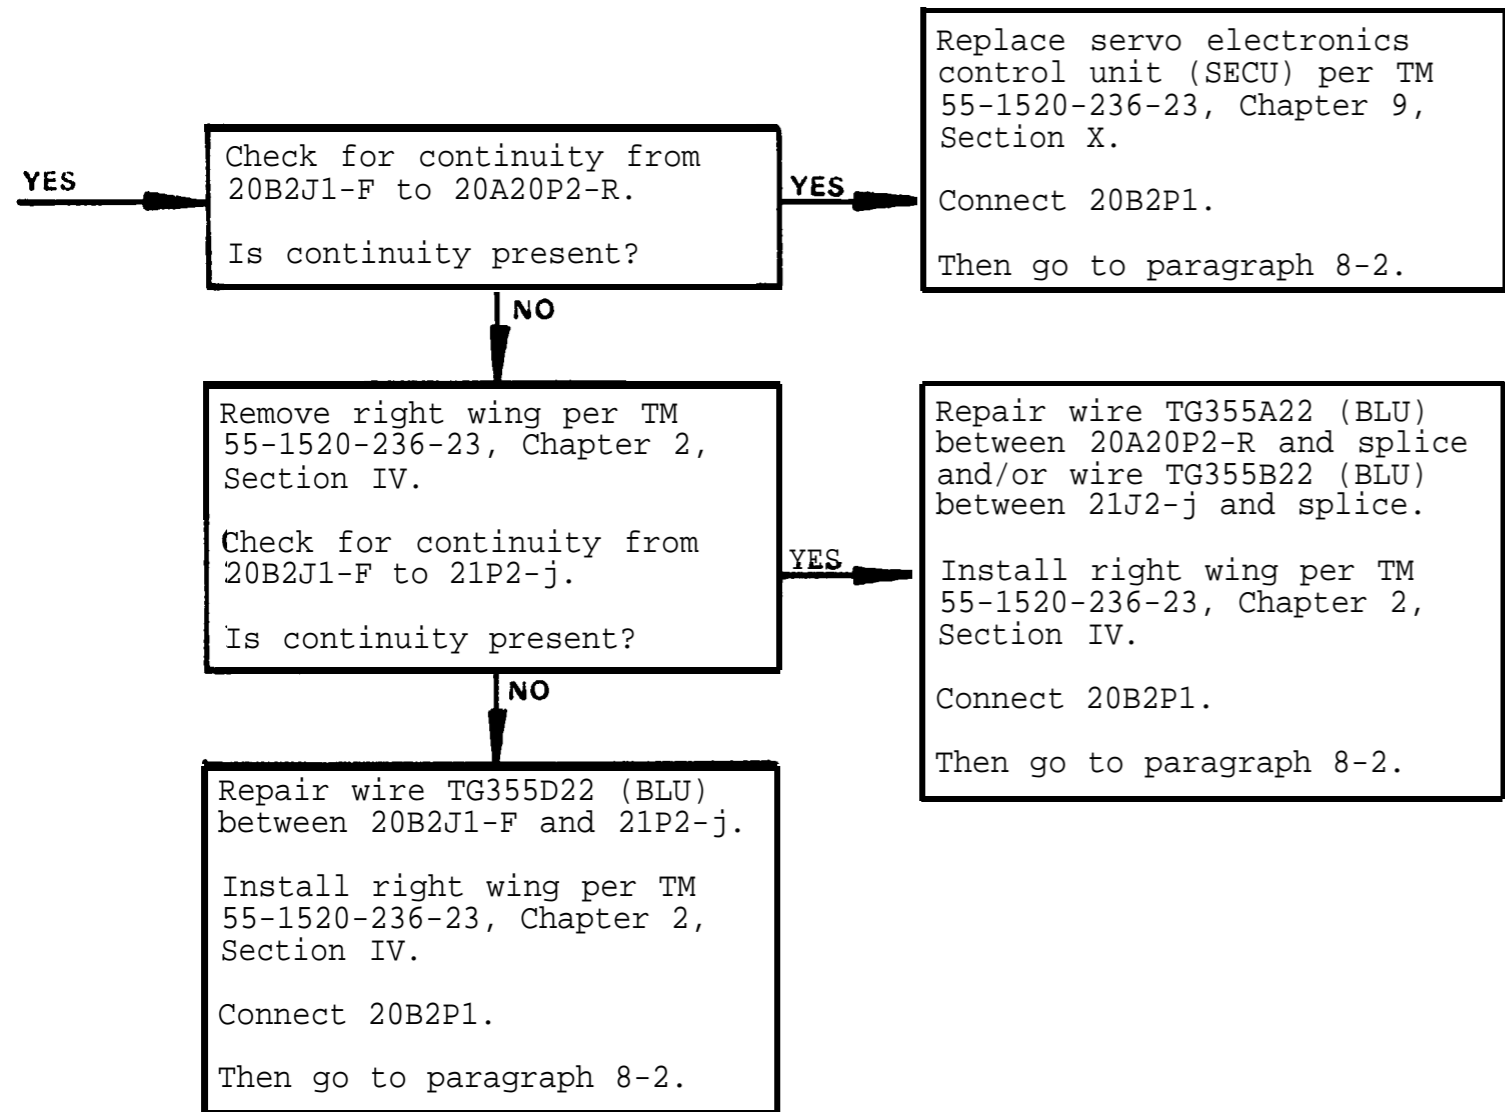 YES
Check for continuity from
20B2J1-F to 20A20P2-R.
Is continuity present?
YES
Replace servo electronics
control unit (SECU) per TM
55-1520-236-23, Chapter 9,
Section X.
Connect 20B2P1.
Then go to paragraph 8-2.
NO
Remove right wing per TM
55-1520-236-23, Chapter 2,
Section IV.
Check for continuity from
20B2J1-F to 21P2-j.
Is continuity present?
YES
Repair wire TG355A22 (BLU)
between 20A20P2-R and splice
and/or wire TG355B22 (BLU)
between 21J2-j and splice.
Install right wing per TM
55-1520-236-23, Chapter 2,
Section IV.
Connect 20B2P1.
Then go to paragraph 8-2.
NO
Repair wire TG355D22 (BLU)
between 20B2J1-F and 21P2-j.
Install right wing per TM
55-1520-236-23, Chapter 2,
Section IV.
Connect 20B2P1.
Then go to paragraph 8-2.